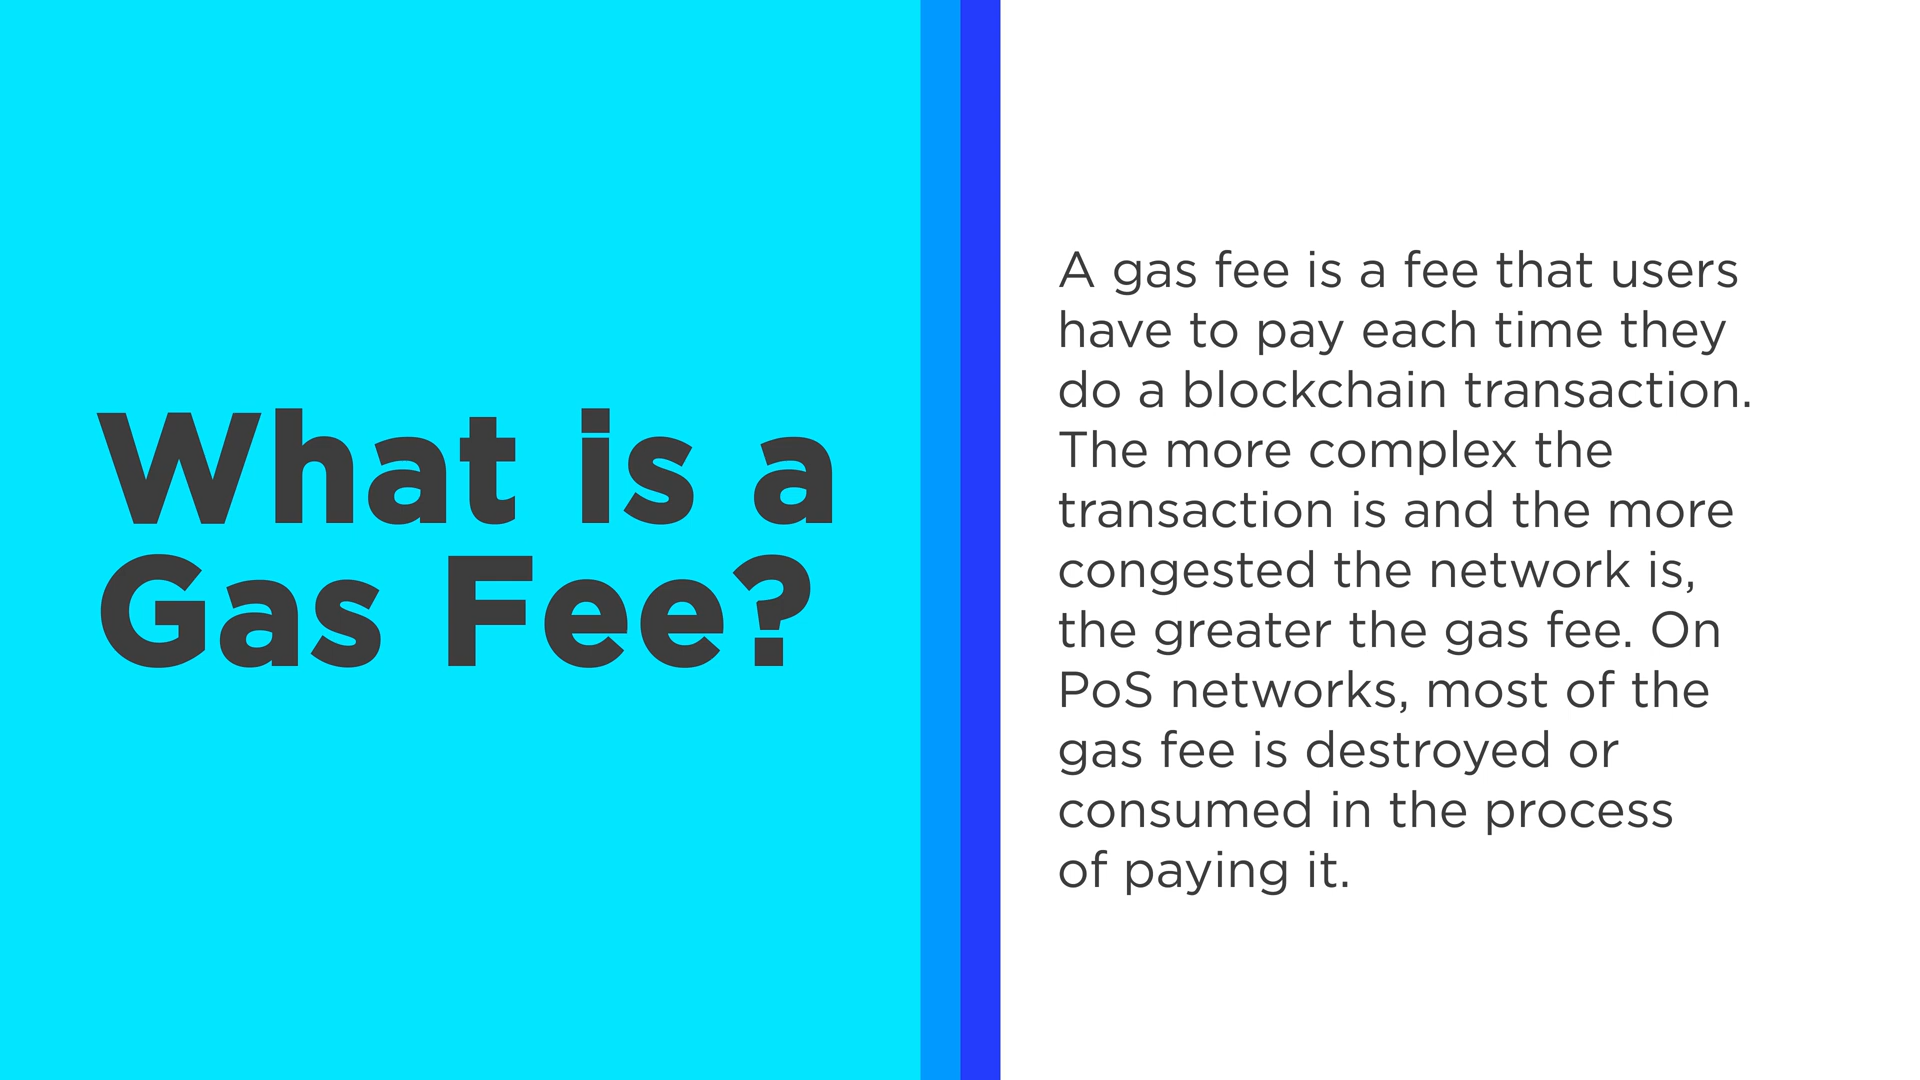 What is a
Gas Fee?
A gas fee is a fee that users
have to pay each time they
do a blockchain transaction.
The more complex the
transaction is and the more
congested the network is,
the greater the gas fee. On
PoS networks, most of the
gas fee is destroyed or
consumed in the process
of paying it.